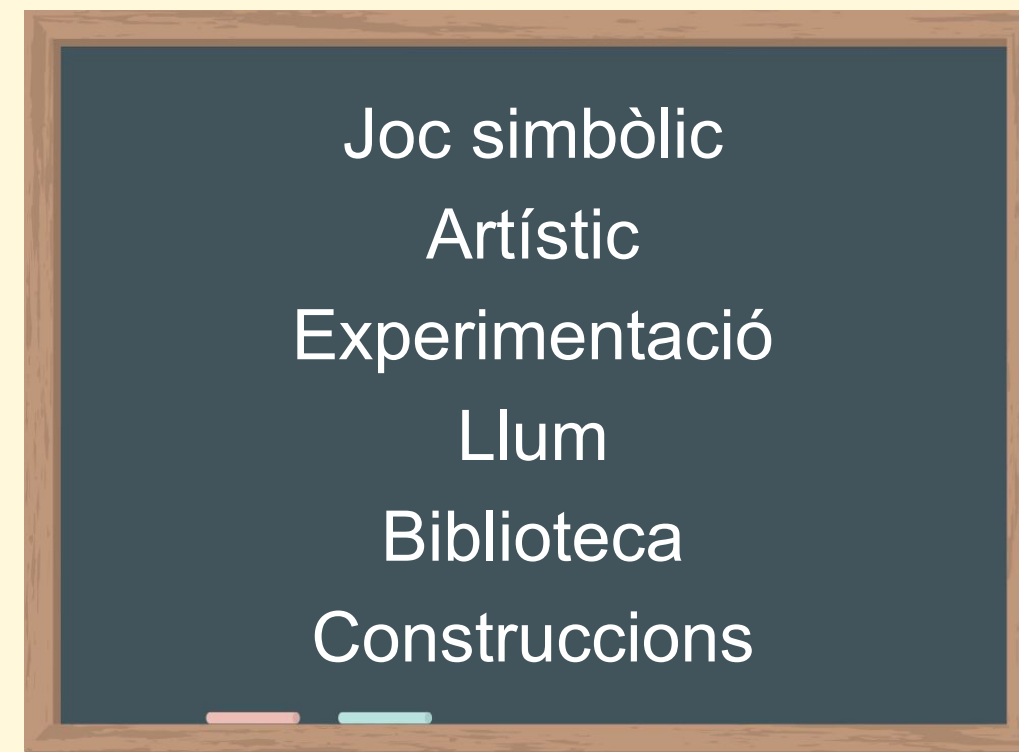 Joc simbòlic
Artístic
Experimentació
Llum
Biblioteca
Construccions